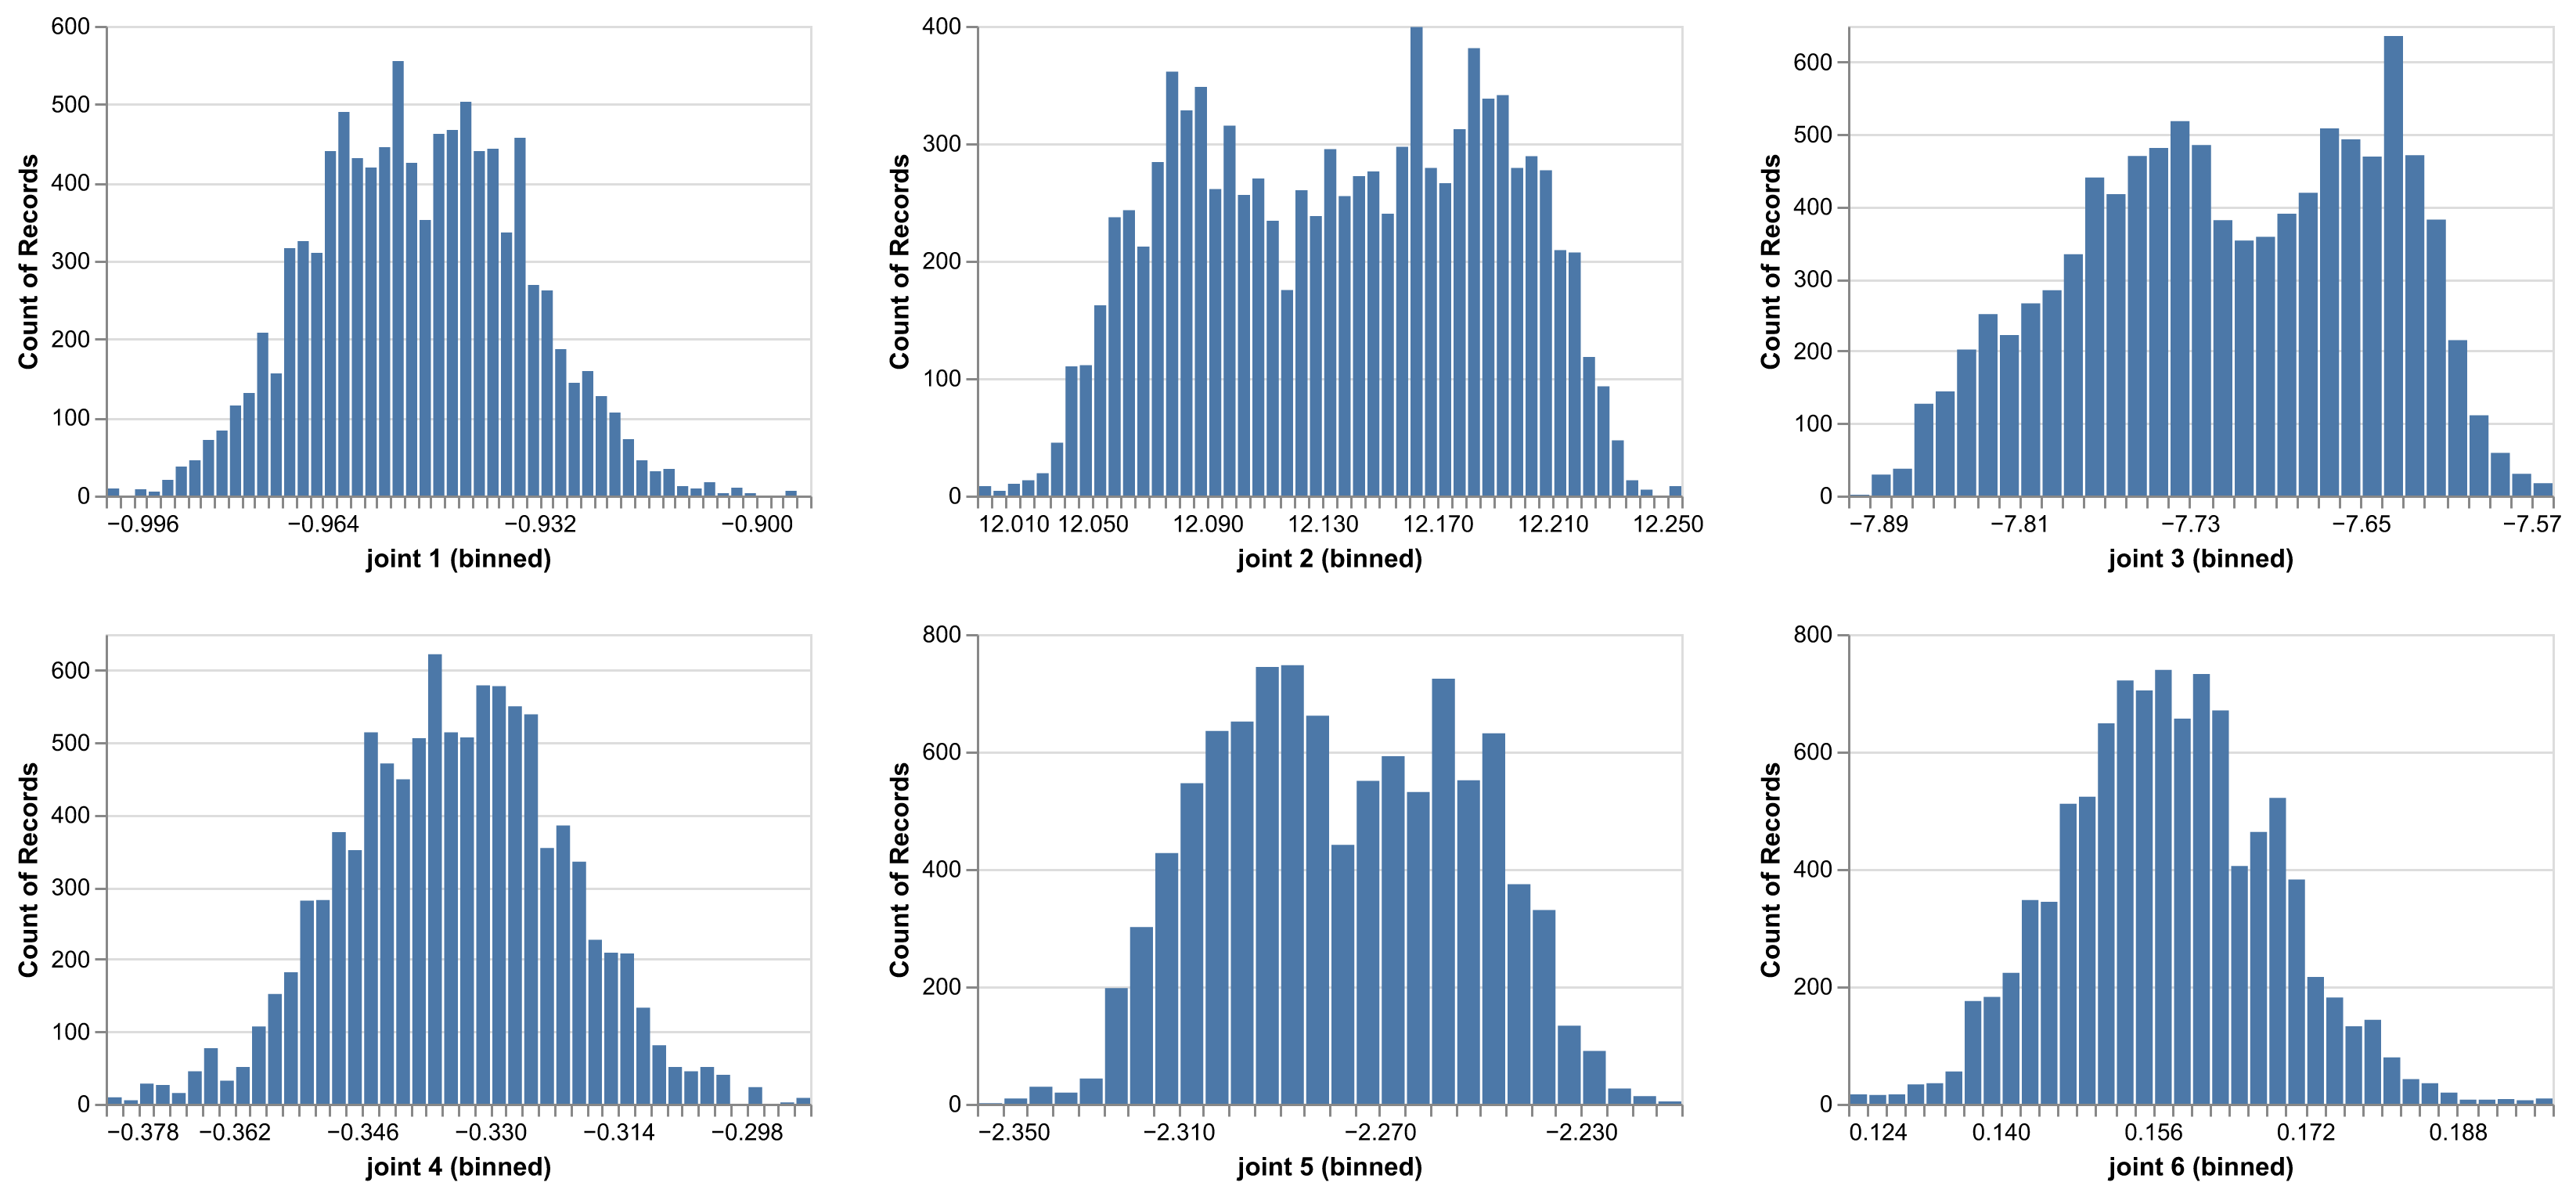 Count of Records
600
500
400
300
200
100
0
−0.996 −0.964 −0.932 −0.900
joint 1 (binned)
Count of Records
400
300
200
100
0
12.010 12.050 12.090 12.130 12.170 12.210 12.250
joint 2 (binned)
Count of Records
600
500
400
300
200
100
0
−7.89 −7.81 −7.73 −7.65 −7.57
joint 3 (binned)
Count of Records
600
500
400
300
200
100
0
−0.378 −0.362 −0.346 −0.330 −0.314 −0.298
joint 4 (binned)
Count of Records
800
600
400
200
0
−2.350 −2.310 −2.270 −2.230
joint 5 (binned)
Count of Records
800
600
400
200
0
0.124 0.140 0.156 0.172 0.188
joint 6 (binned)